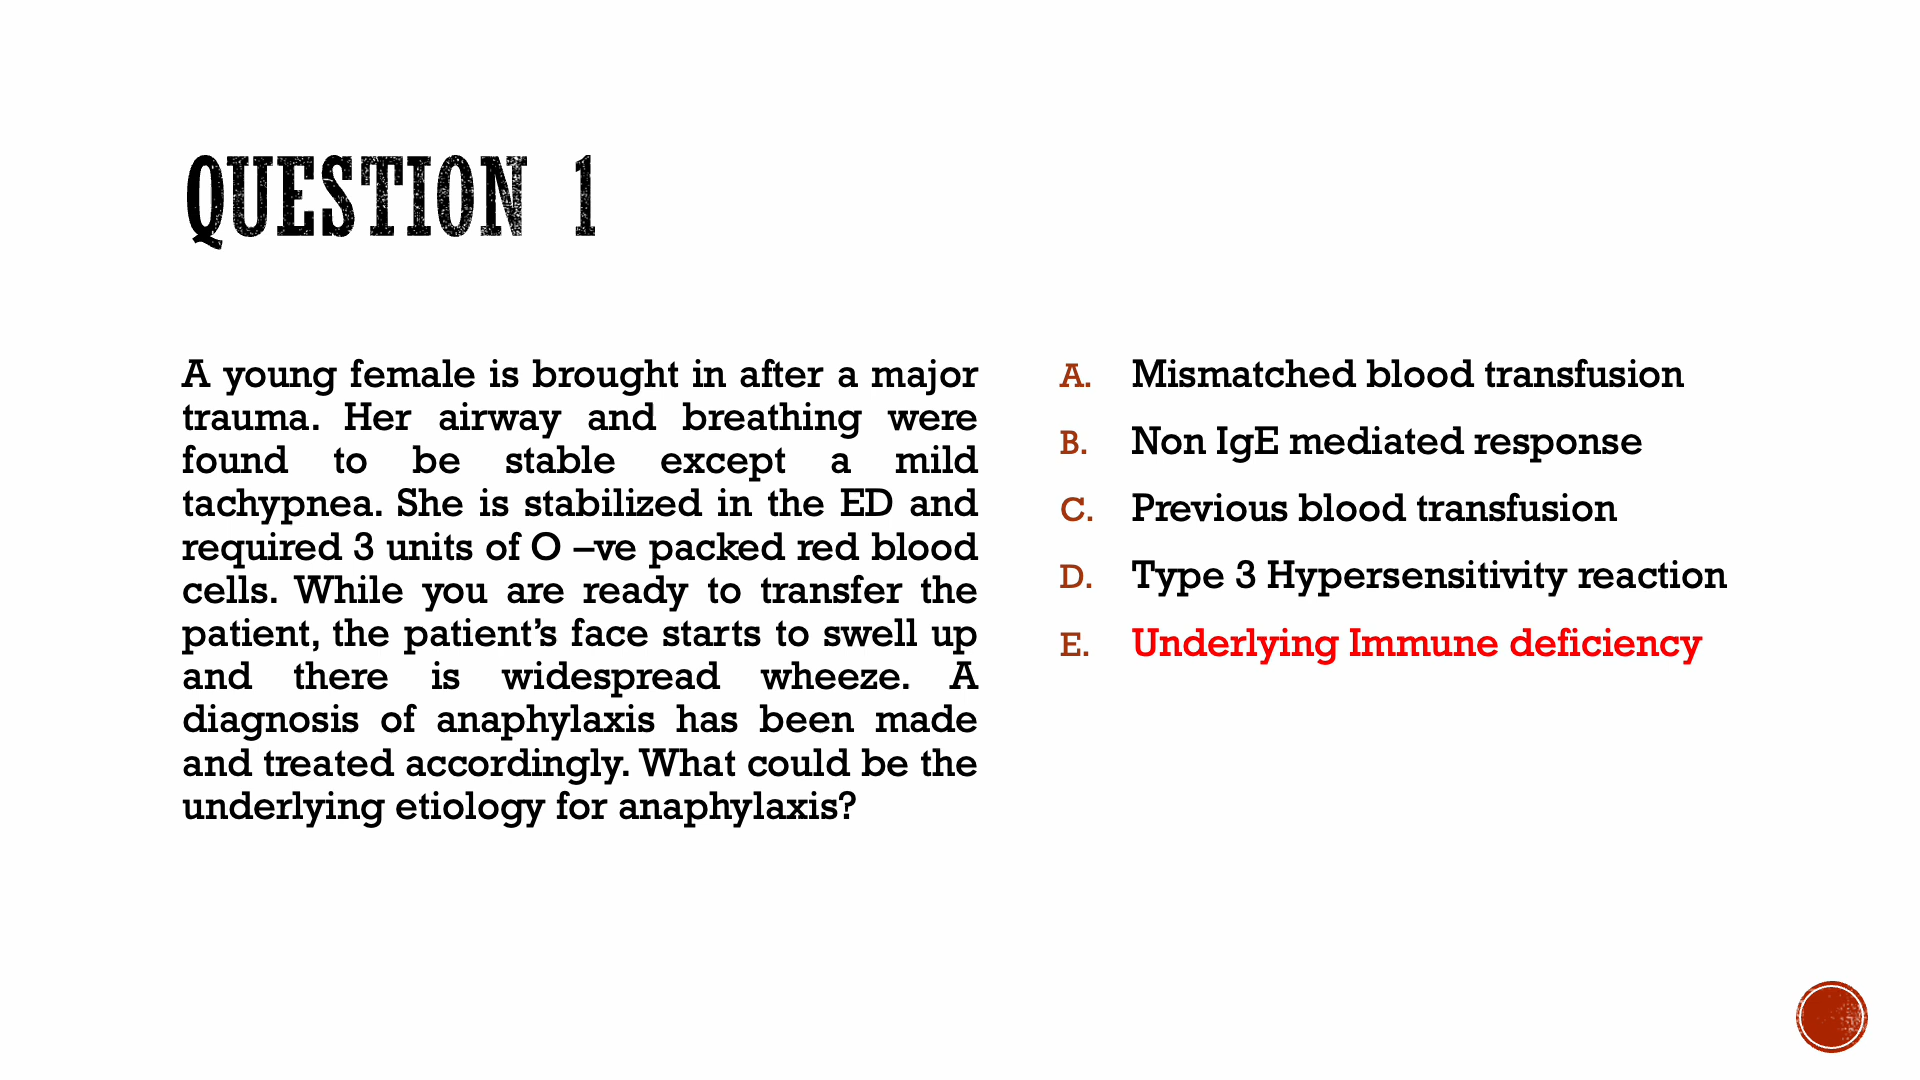 QUESTION 1
A young female is brought in after a major
trauma. Her airway and breathing were
found to be stable except a mild
tachypnea. She is stabilized in the ED and
required 3 units of O –ve packed red blood
cells. While you are ready to transfer the
patient, the patient’s face starts to swell up
and there is widespread wheeze. A
diagnosis of anaphylaxis has been made
and treated accordingly. What could be the
underlying etiology for anaphylaxis?
A. Mismatched blood transfusion
B. Non IgE mediated response
C. Previous blood transfusion
D. Type 3 Hypersensitivity reaction
E. Underlying Immune deficiency